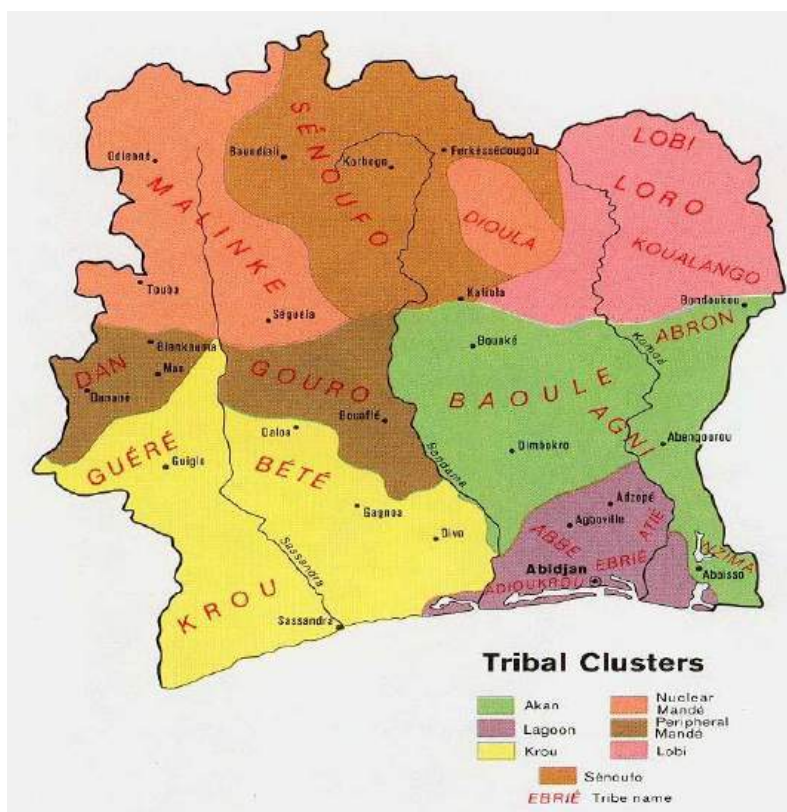 LOBI
SÉNOUFO
Odiené
Boundiali
Korhogo
Ferkéssédougou
LORO
MALINKE
DIOULA
KOUALANGO
Touba
Katiola
Bondoukou
Séguéla
ABRON
Biankouma
Bouaké
Komoé
DAN
Man
GOURO
BAOULE
Danané
AGNI
Bouaflé
Daloa
Abengourou
GUÉRÉ
Guiglo
BÉTÉ
Bandama
Dimbokro
Gagnoa
Adzopé
Agboville
ATIÉ
Divo
ABBE
Sassandra
EBRIÉ
NZIMA
Abidjan
Aboisso
ADIOUKROU
KROU
Sassandra
Tribal Clusters
Akan
Nuclear
Mandé
Lagoon
Peripheral
Mandé
Krou
Lobi
Sénoufo
EBRIÉ Tribe name